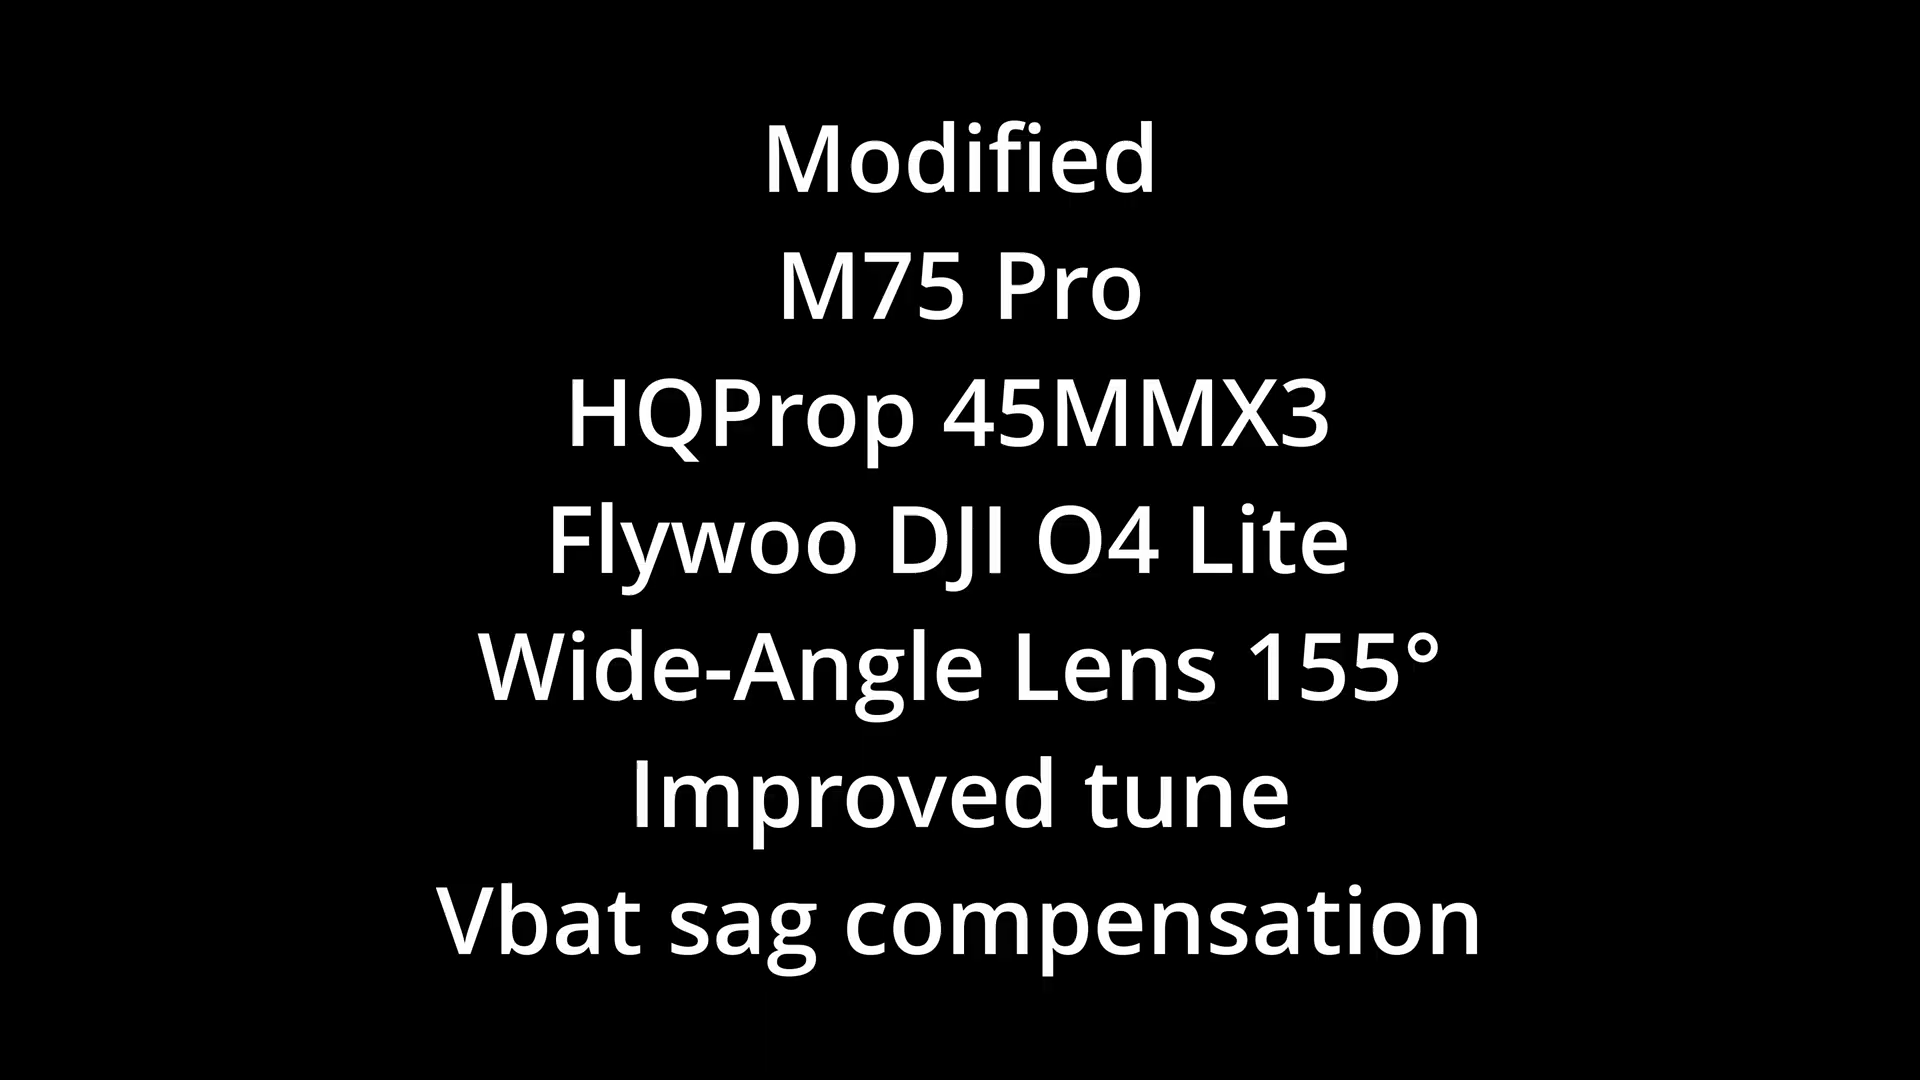 Modified
M75 Pro
HQProp 45MMX3
Flywoo DJI O4 Lite
Wide-Angle Lens 155°
Improved tune
Vbat sag compensation